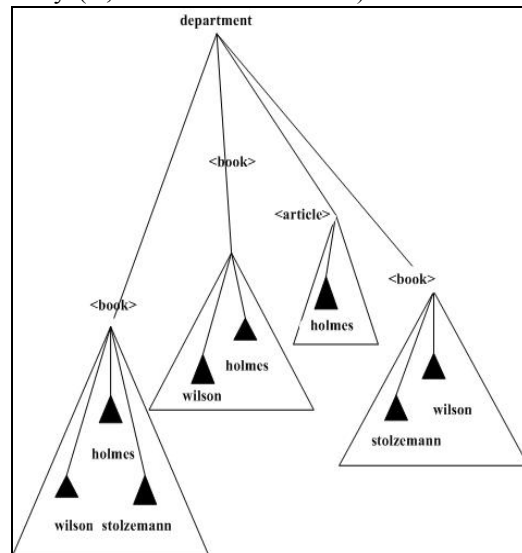 department
<book>
<article>
<book>
<book>
holmes
holmes
wilson
wilson
stolzemann
holmes
wilson stolzemann